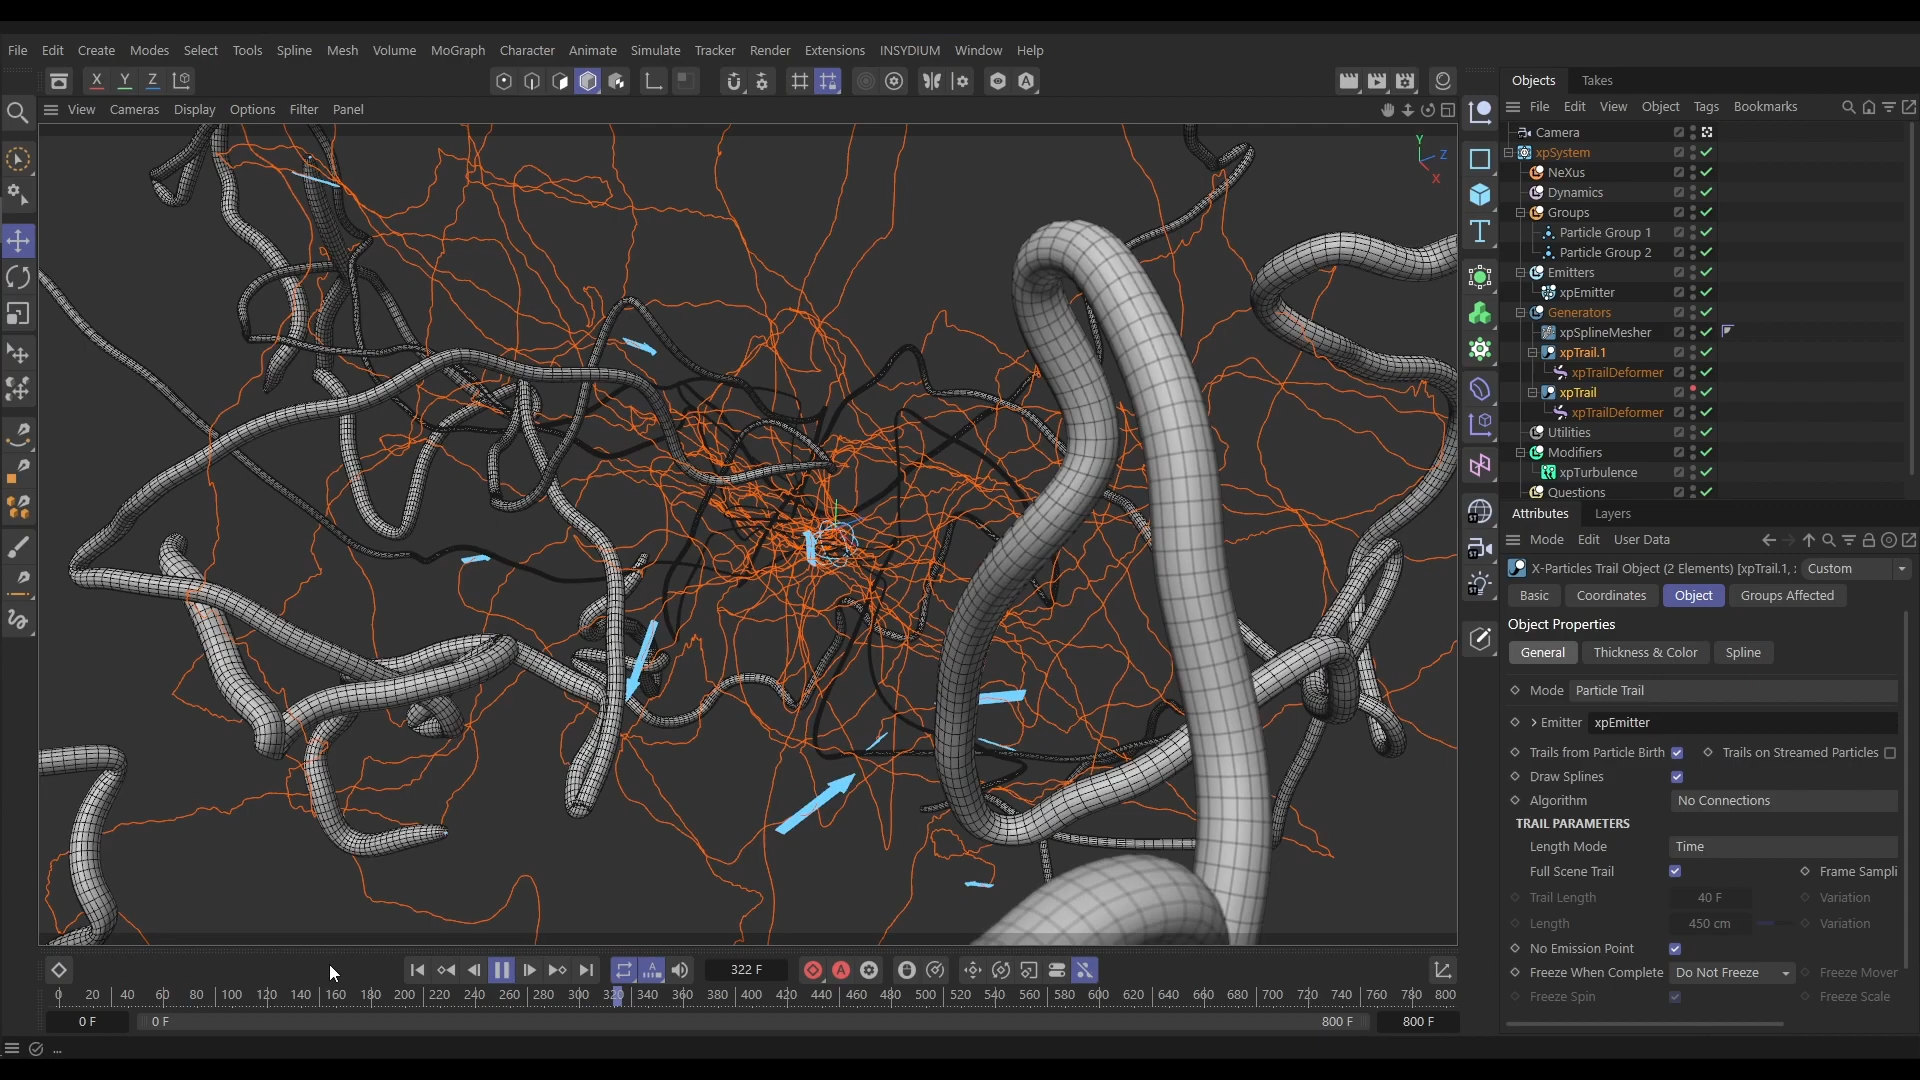 File Edit Create Modes Select Tools Spline Mesh Volume MoGraph Character Animate Simulate Tracker Render Extensions INSYDIUM Window Help
X Y Z
View Cameras Display Options Filter Panel
Y
Z
X
Objects Takes
File Edit View Object Tags Bookmarks
Camera
xpSystem
NeXus
Dynamics
Groups
Particle Group 1
Particle Group 2
Emitters
xpEmitter
Generators
xpSplineMesher
xpTrail.1
xpTrailDeformer
xpTrail
xpTrailDeformer
Utilities
Modifiers
xpTurbulence
Questions
Attributes Layers
Mode Edit User Data
X-Particles Trail Object (2 Elements) [xpTrail.1, : Custom
Basic Coordinates Object Groups Affected
Object Properties
General Thickness & Color Spline
Mode Particle Trail
> Emitter xpEmitter
Trails from Particle Birth Trails on Streamed Particles
Draw Splines
Algorithm No Connections
TRAIL PARAMETERS
Length Mode Time
Full Scene Trail Frame Sampli
Trail Length 40 F Variation
Length 450 cm Variation
No Emission Point
Freeze When Complete Do Not Freeze Freeze Mover
Freeze Spin Freeze Scale
A 322 F A
0 20 40 60 80 100 120 140 160 180 200 220 240 260 280 300 320 340 360 380 400 420 440 460 480 500 520 540 560 580 600 620 640 660 680 700 720 740 760 780 800
0 F 0 F 800 F 800 F
...